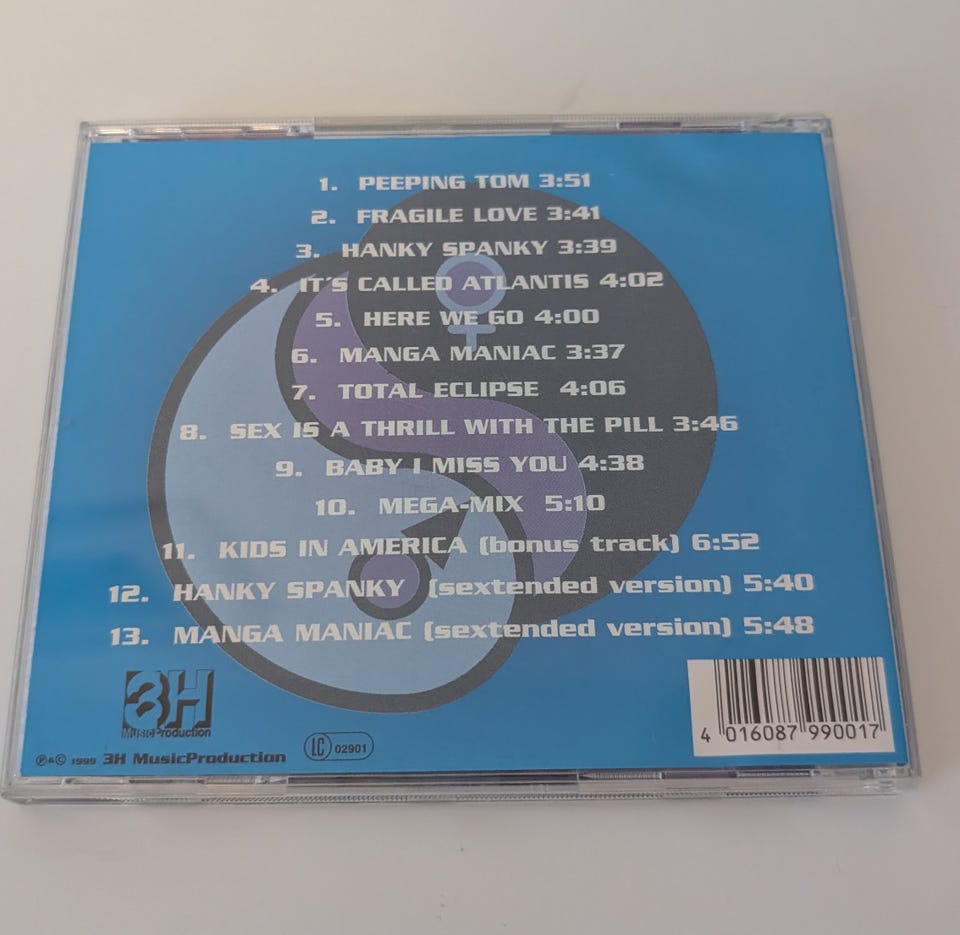 1. PEEPING TOM 3:51
2. FRAGILE LOVE 3:41
3. HANKY SPANKY 3:39
4. IT´S CALLED ATLANTIS 4:02
5. HERE WE GO 4:00
6. MANGA MANIAC 3:37
7. TOTAL ECLIPSE 4:06
8. SEX IS A THRILL WITH THE PILL 3:46
9. BABY I MISS YOU 4:38
10. MEGA-MIX 5:10
11. KIDS IN AMERICA (bonus track) 6:52
12. HANKY SPANKY (sextended version) 5:40
13. MANGA MANIAC (sextended version) 5:48
3H
MusicProduction
℗&© 1999 3H MusicProduction
LC 02901
4 016087 990017